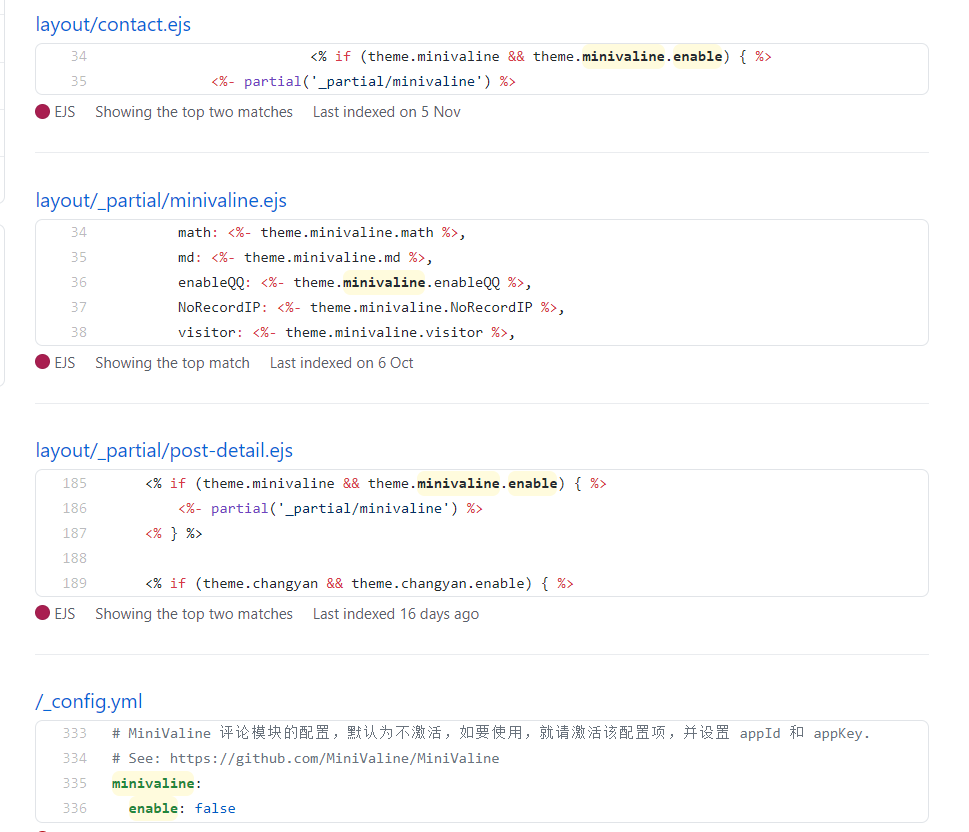 layout/contact.ejs
34 <% if (theme.minivaline && theme.minivaline.enable) { %>
35 <%- partial('_partial/minivaline') %>
EJS Showing the top two matches Last indexed on 5 Nov
layout/_partial/minivaline.ejs
34 math: <%- theme.minivaline.math %>,
35 md: <%- theme.minivaline.md %>,
36 enableQQ: <%- theme.minivaline.enableQQ %>,
37 NoRecordIP: <%- theme.minivaline.NoRecordIP %>,
38 visitor: <%- theme.minivaline.visitor %>,
EJS Showing the top match Last indexed on 6 Oct
layout/_partial/post-detail.ejs
185 <% if (theme.minivaline && theme.minivaline.enable) { %>
186 <%- partial('_partial/minivaline') %>
187 <% } %>
188
189 <% if (theme.changyan && theme.changyan.enable) { %>
EJS Showing the top two matches Last indexed 16 days ago
/_config.yml
333 # MiniValine 评论模块的配置，默认为不激活，如要使用，就请激活该配置项，并设置 appId 和 appKey.
334 # See: https://github.com/MiniValine/MiniValine
335 minivaline:
336 enable: false